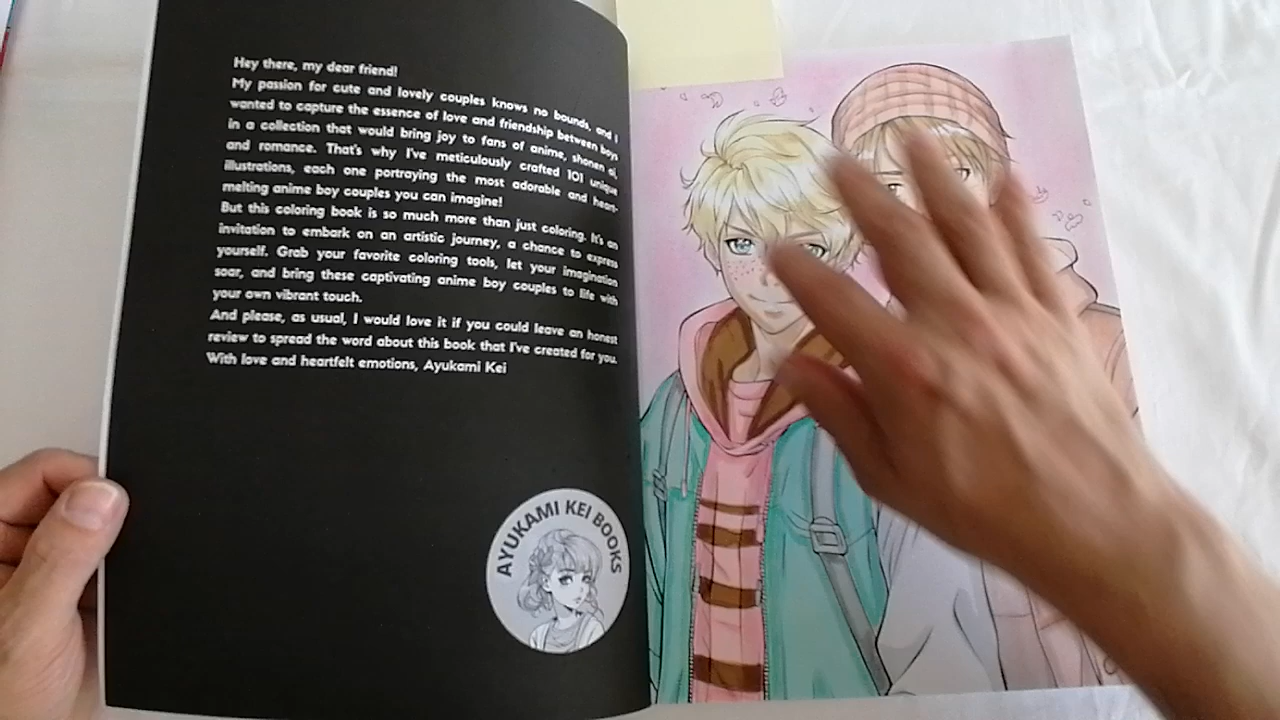 Hey there, my dear friend!
My passion for cute and lovely couples knows no bounds, and I
wanted to capture the essence of love and friendship between boys
in a collection that would bring joy to fans of anime, shonen ai,
and romance. That's why I've meticulously crafted 101 unique
illustrations, each one portraying the most adorable and heart-
melting anime boy couples you can imagine!
But this coloring book is so much more than just coloring. It's an
invitation to embark on an artistic journey, a chance to express
yourself. Grab your favorite coloring tools, let your imagination
soar, and bring these captivating anime boy couples to life with
your own vibrant touch.
And please, as usual, I would love it if you could leave an honest
review to spread the word about this book that I've created for you.
With love and heartfelt emotions, Ayukami Kei
AYUKAMI KEI BOOKS